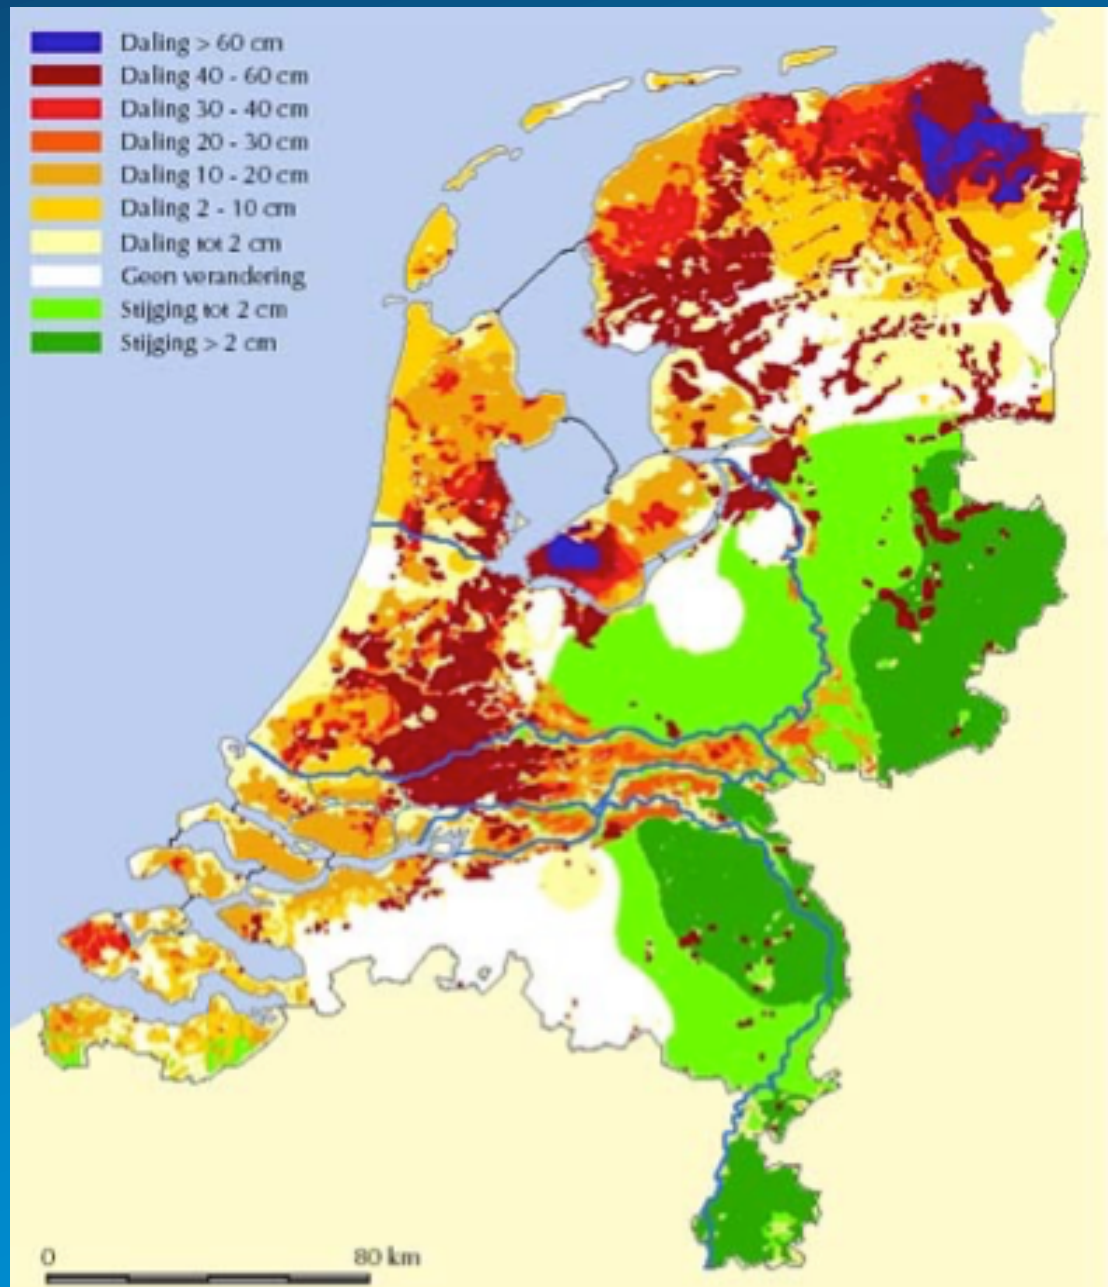 Daling > 60 cm
Daling 40 - 60 cm
Daling 30 - 40 cm
Daling 20 - 30 cm
Daling 10 - 20 cm
Daling 2 - 10 cm
Daling tot 2 cm
Geen verandering
Stijging tot 2 cm
Stijging > 2 cm
0 80 km